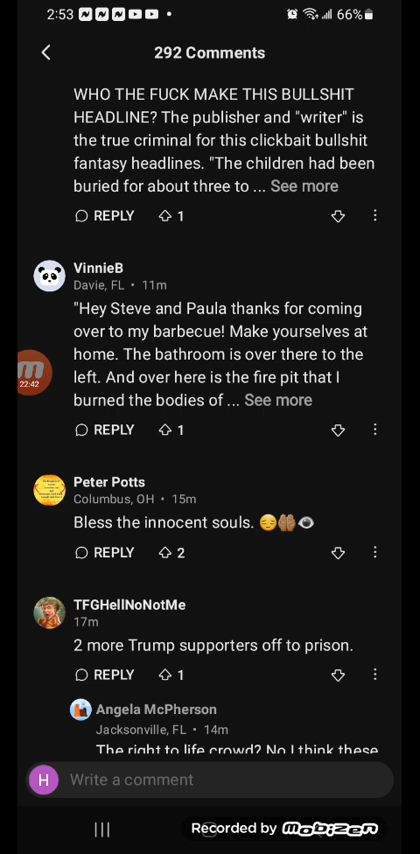 2:53 66%
292 Comments
WHO THE FUCK MAKE THIS BULLSHIT
HEADLINE? The publisher and "writer" is
the true criminal for this clickbait bullshit
fantasy headlines. "The children had been
buried for about three to ... See more
REPLY 1
VinnieB
Davie, FL • 11m
"Hey Steve and Paula thanks for coming
over to my barbecue! Make yourselves at
home. The bathroom is over there to the
left. And over here is the fire pit that I
22:42
burned the bodies of ... See more
REPLY 1
Peter Potts
Columbus, OH • 15m
Bless the innocent souls. 😔🤲🏾👁
REPLY 2
TFGHellNoNotMe
17m
2 more Trump supporters off to prison.
REPLY 1
Angela McPherson
Jacksonville, FL • 14m
The right to life crowd? No I think these
H Write a comment
Recorded by mobizen